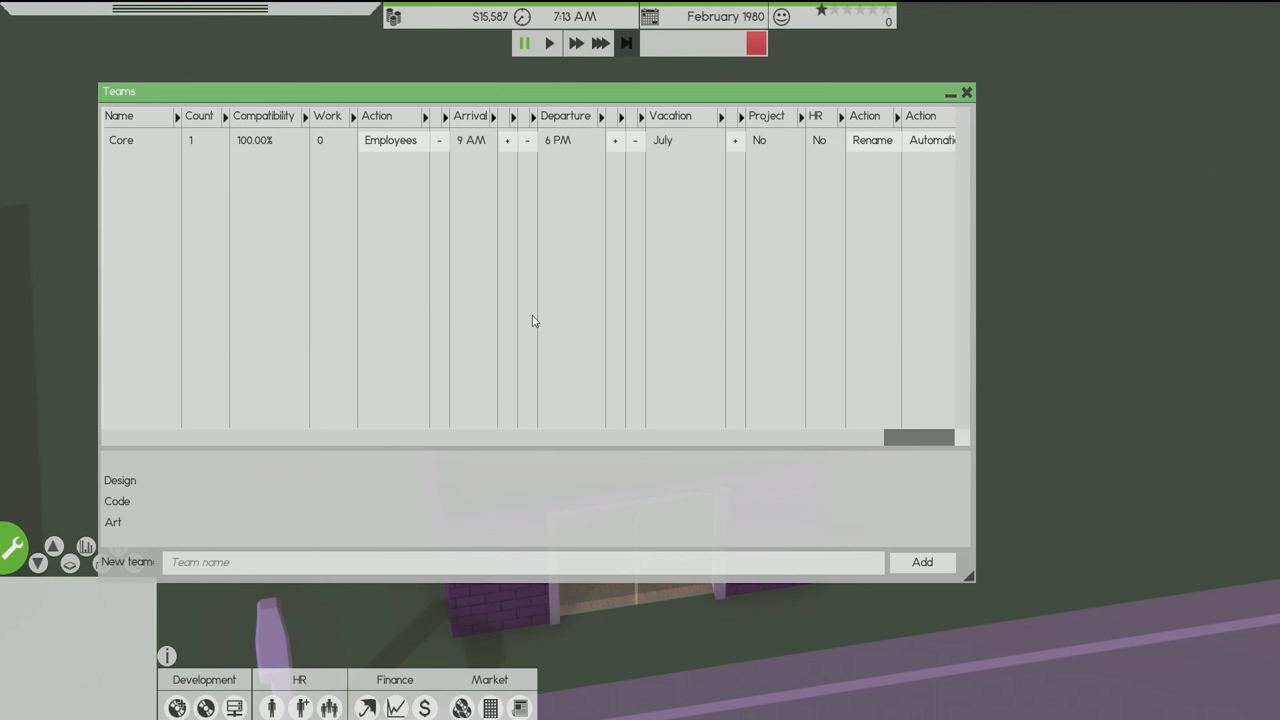 $15,587 7:13 AM February 1980 0
Teams
Name Count Compatibility Work Action Arrival Departure Vacation Project HR Action Action
Core 1 100.00% 0 Employees - 9 AM + - 6 PM + - July + No No Rename Automati
Design
Code
Art
New team: Team name Add
Development HR Finance Market